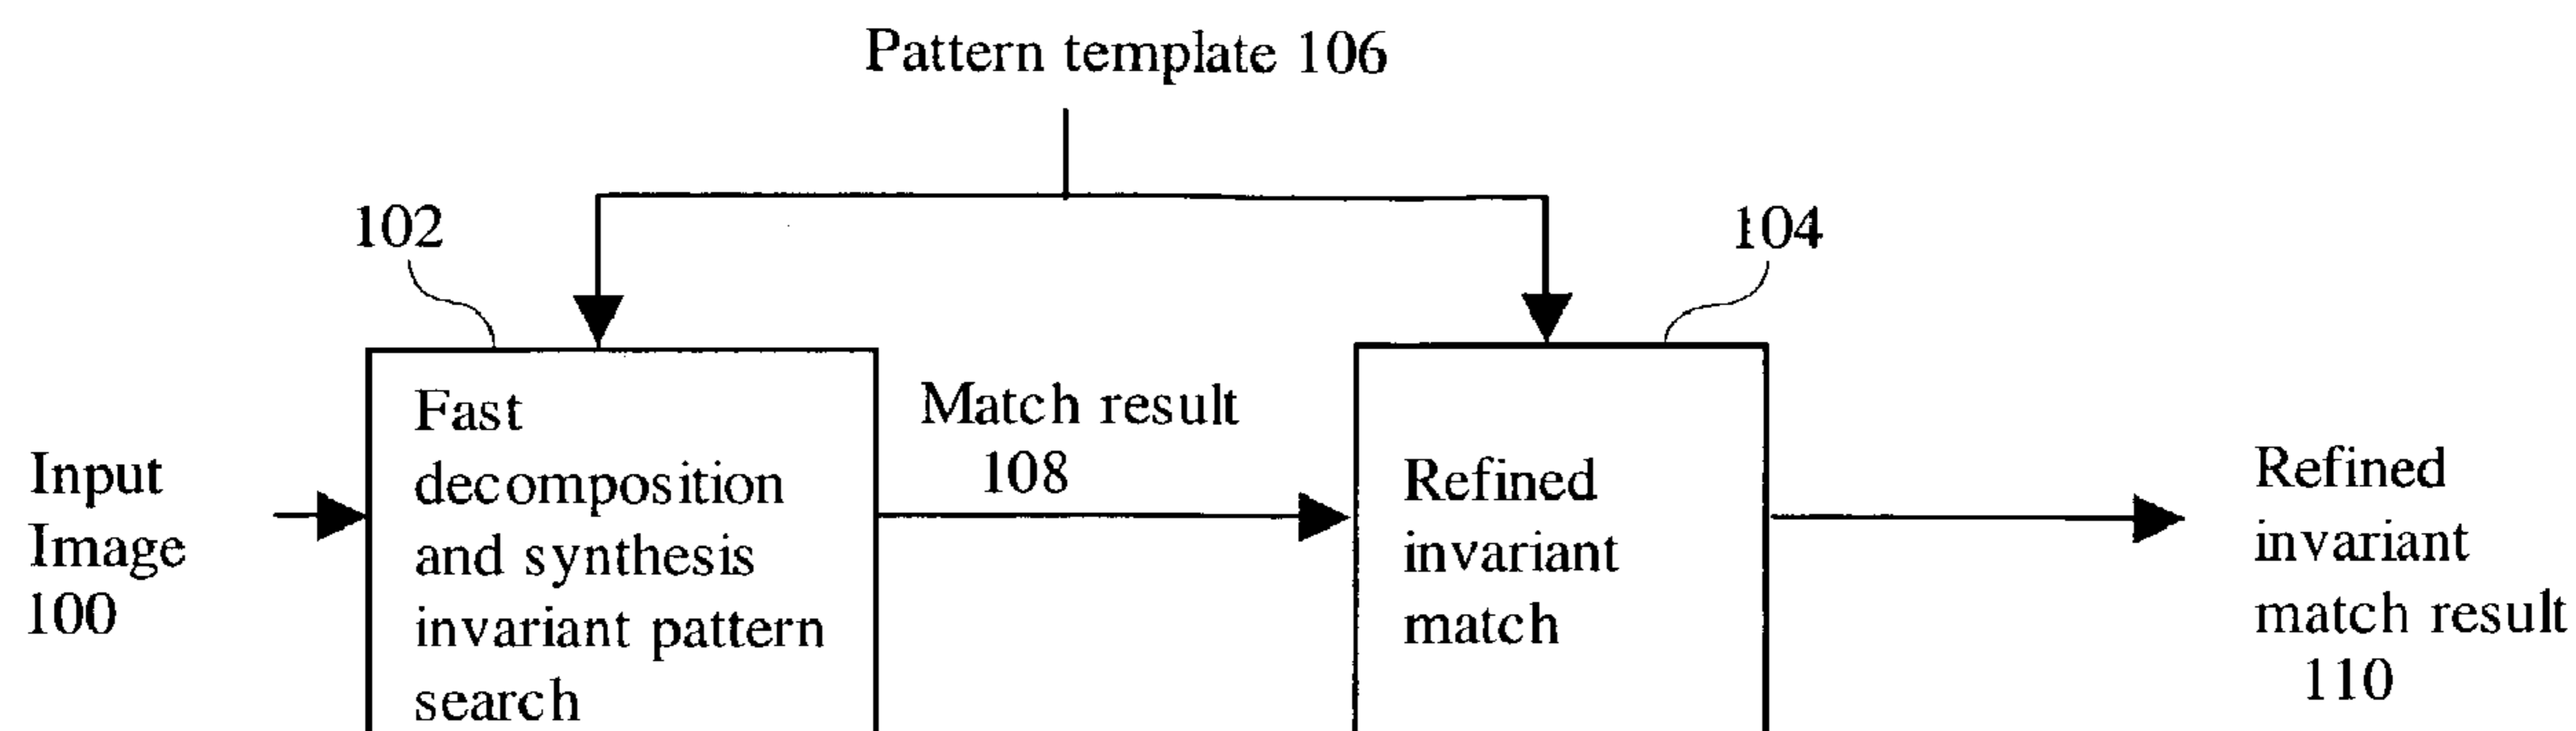 Pattern template 106
102
104
Input
Image
100
Fast
decomposition
and synthesis
invariant pattern
search
Match result
108
Refined
invariant
match
Refined
invariant
match result
110